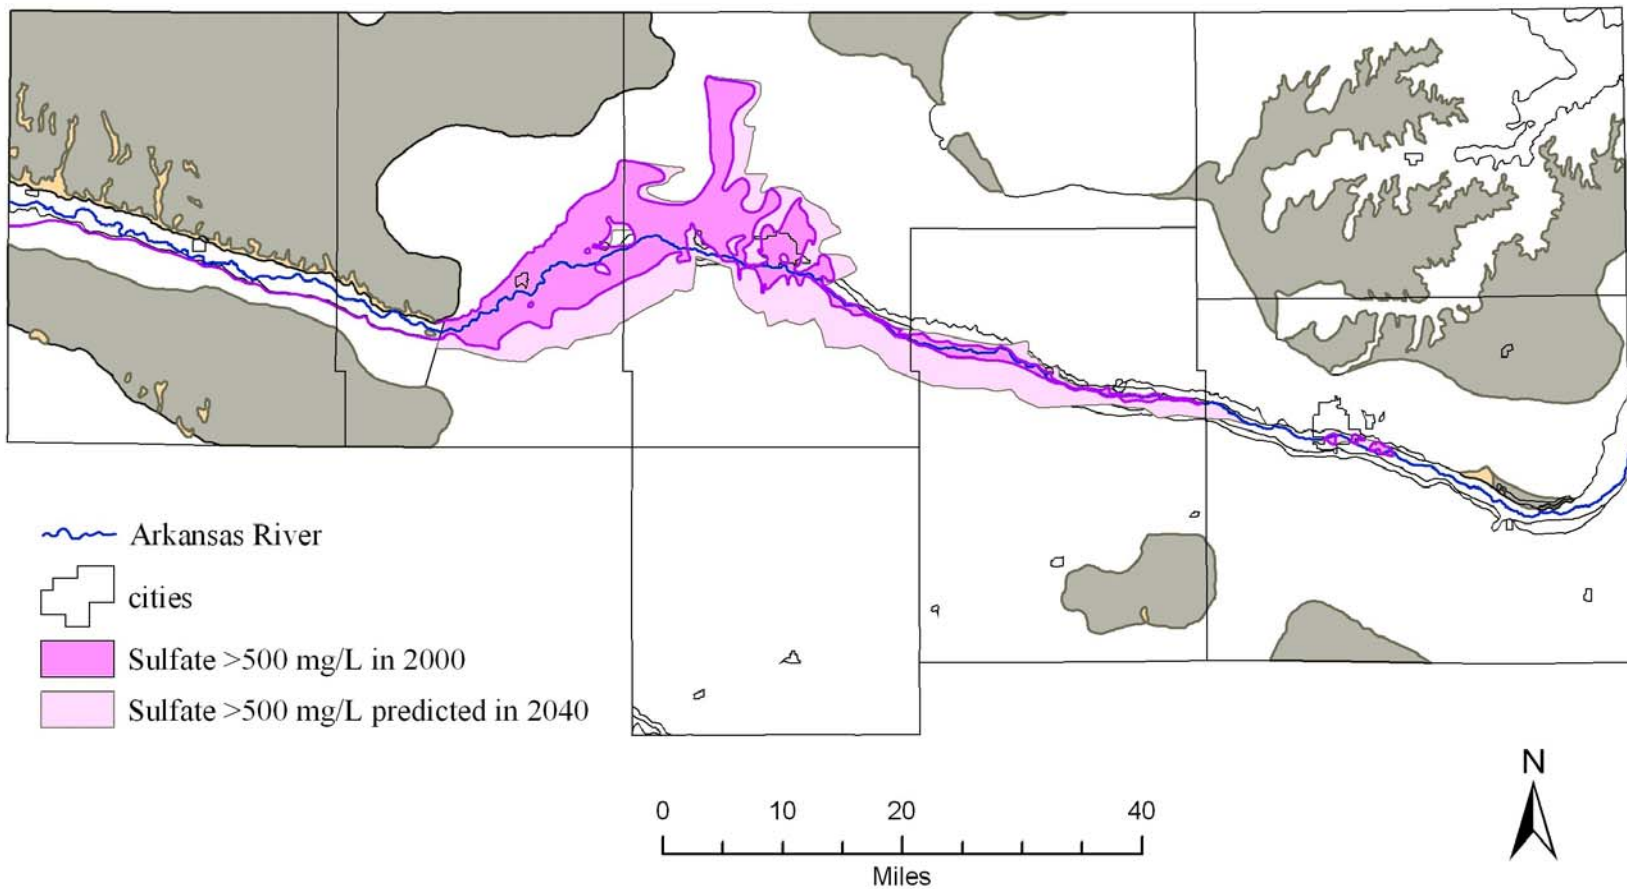 Arkansas River
cities
Sulfate >500 mg/L in 2000
Sulfate >500 mg/L predicted in 2040
0 10 20 40
Miles
N